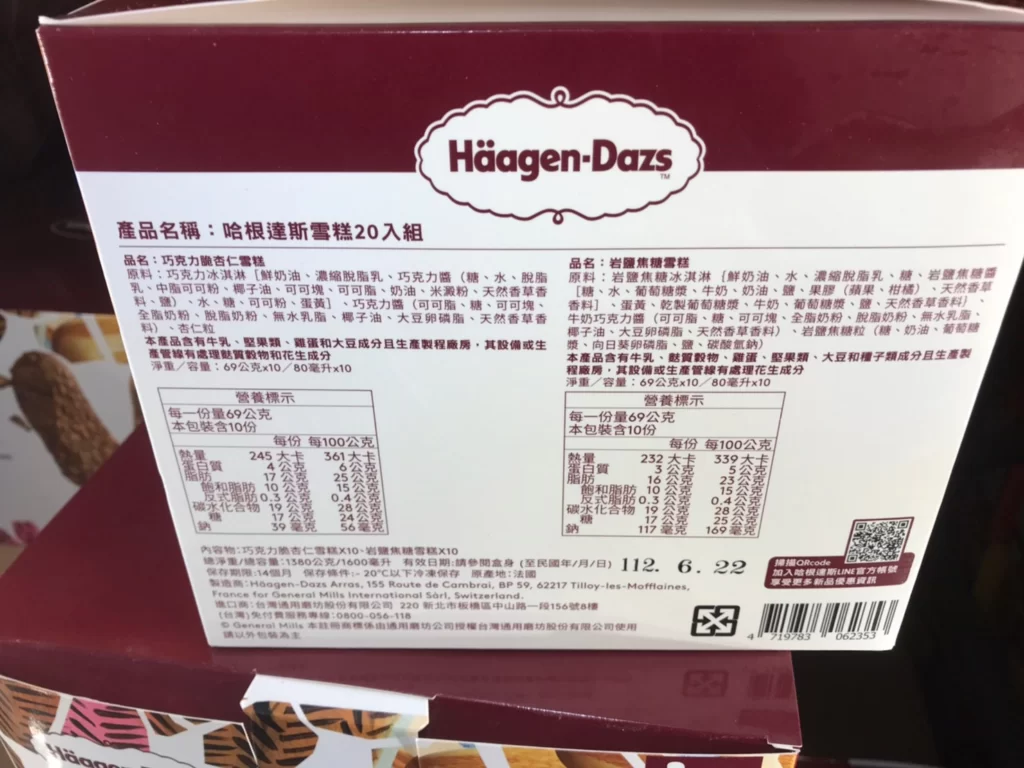 Häagen-Dazs
TM
產品名稱：哈根達斯雪糕20入組
品名：巧克力脆杏仁雪糕
原料：巧克力冰淇淋［鮮奶油、濃縮脫脂乳、巧克力醬（糖、水、脫脂
乳、中脂可可粉、椰子油、可可塊、可可脂、奶油、米澱粉、天然香草香
料、鹽）、水、糖、可可粉、蛋黃］、巧克力醬（可可脂、糖、可可塊、
全脂奶粉、脫脂奶粉、無水乳脂、椰子油、大豆卵磷脂、天然香草香
料）、杏仁粒
本產品含有牛乳、堅果類、雞蛋和大豆成分且生產製程廠房，其設備或生
產管線有處理麩質穀物和花生成分
淨重／容量：69公克x10／80毫升x10
營養標示
每一份量69公克
本包裝含10份
每份 每100公克
熱量 245 大卡 361 大卡
蛋白質 4 公克 6 公克
脂肪 17 公克 25 公克
飽和脂肪 10 公克 15 公克
反式脂肪 0.3 公克 0.4 公克
碳水化合物 19 公克 28 公克
糖 17 公克 24 公克
鈉 39 毫克 56 毫克
品名：岩鹽焦糖雪糕
原料：岩鹽焦糖冰淇淋｛鮮奶油、水、濃縮脫脂乳、糖、岩鹽焦糖醬
［糖、水、葡萄糖漿、牛奶、奶油、鹽、果膠（蘋果、柑橘）、天然香草
香料］、蛋黃、乾製葡萄糖漿、牛奶、葡萄糖漿、鹽、天然香草香料｝、
牛奶巧克力醬（可可脂、糖、可可塊、全脂奶粉、脫脂奶粉、無水乳脂、
椰子油、大豆卵磷脂、天然香草香料）、岩鹽焦糖粒（糖、奶油、葡萄糖
漿、向日葵卵磷脂、鹽、碳酸氫鈉）
本產品含有牛乳、麩質穀物、雞蛋、堅果類、大豆和種子類成分且生產製
程廠房，其設備或生產管線有處理花生成分
淨重／容量：69公克x10／80毫升x10
營養標示
每一份量69公克
本包裝含10份
每份 每100公克
熱量 232 大卡 339 大卡
蛋白質 3 公克 5 公克
脂肪 16 公克 23 公克
飽和脂肪 10 公克 15 公克
反式脂肪 0.3 公克 0.4 公克
碳水化合物 19 公克 28 公克
糖 17 公克 25 公克
鈉 117 毫克 169 毫克
內容物：巧克力脆杏仁雪糕X10、岩鹽焦糖雪糕X10
總淨重/總容量：1380公克/1600毫升 有效日期：請參閱盒身 (至民國年/月/日) 112. 6. 22
保存期限：14個月 保存條件：- 20°C以下冷凍保存 原產地：法國
製造商：Häagen-Dazs Arras, 155 Route de Cambrai, BP 59, 62217 Tilloy-les-Mofflaines,
France for General Mills International Sàrl, Switzerland.
進口商：台灣通用磨坊股份有限公司 220 新北市板橋區中山路一段156號8樓
(台灣)免付費服務專線：0800-056-118
© General Mills 本註冊商標係由通用磨坊公司授權台灣通用磨坊股份有限公司使用
請以外包裝為主
掃描QRcode
加入哈根達斯LINE官方帳號
享受更多新品優惠資訊
4 719783 062353
Häagen